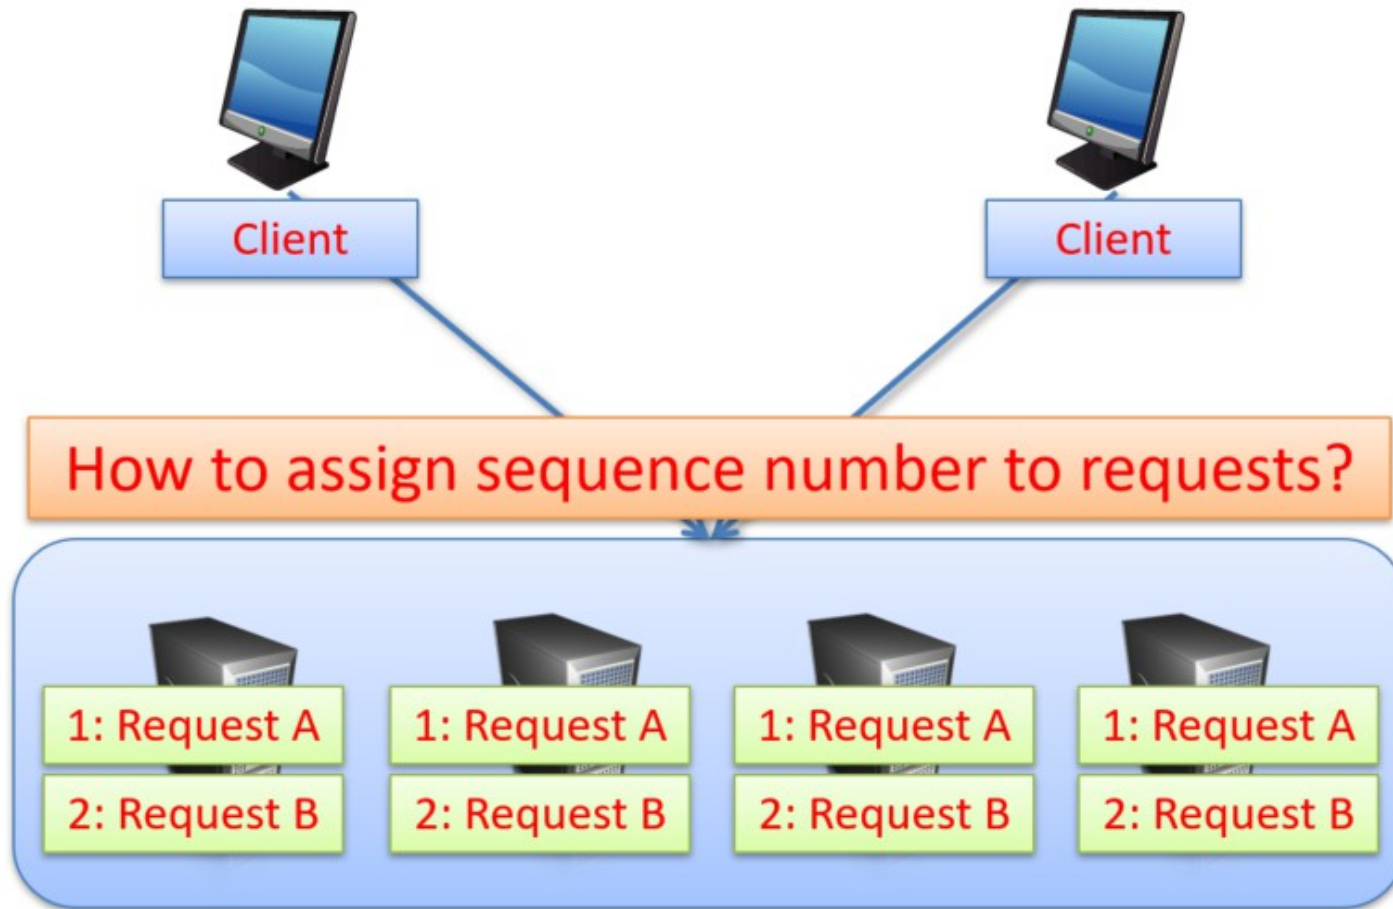 Client
Client
How to assign sequence number to requests?
1: Request A
1: Request A
1: Request A
1: Request A
2: Request B
2: Request B
2: Request B
2: Request B